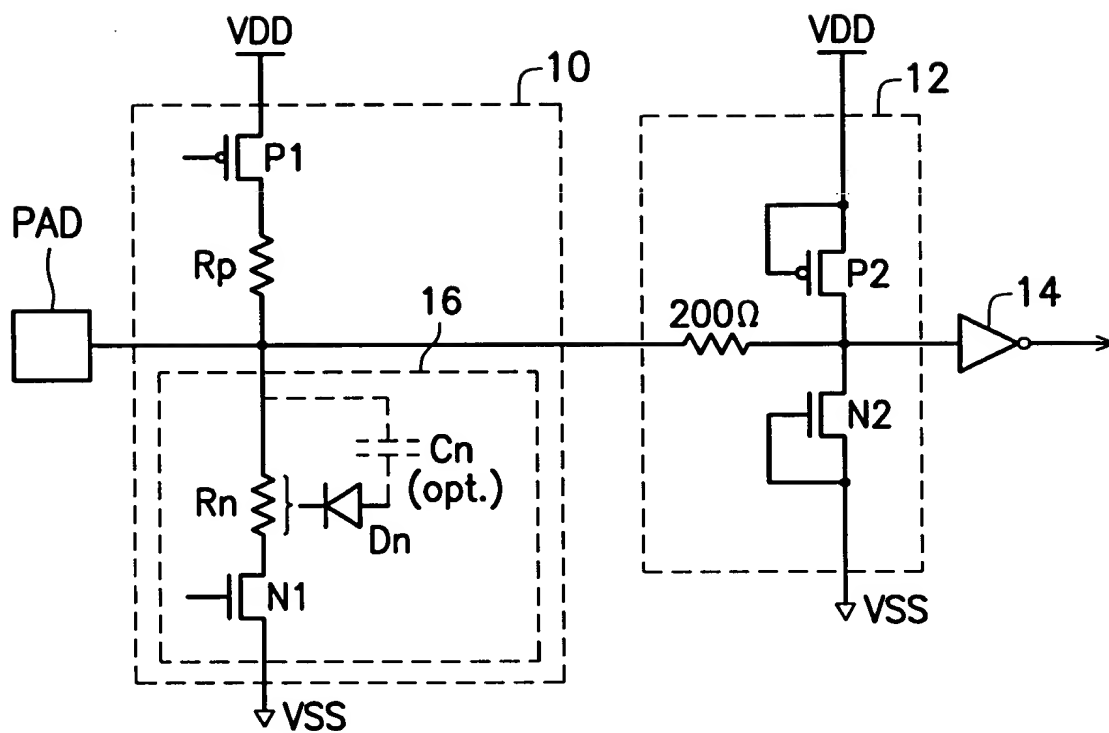 VDD
VDD
10
12
P1
PAD
Rp
P2
16
200Ω
14
Cn
(opt.)
N2
Rn
Dn
N1
VSS
VSS